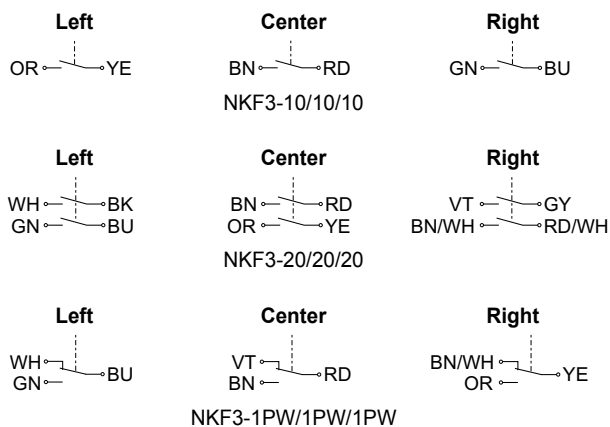 Left Center Right
OR YE BN RD GN BU
NKF3-10/10/10
Left Center Right
WH BK BN RD VT GY
GN BU OR YE BN/WH RD/WH
NKF3-20/20/20
Left Center Right
WH VT BN/WH
BU RD YE
GN BN OR
NKF3-1PW/1PW/1PW